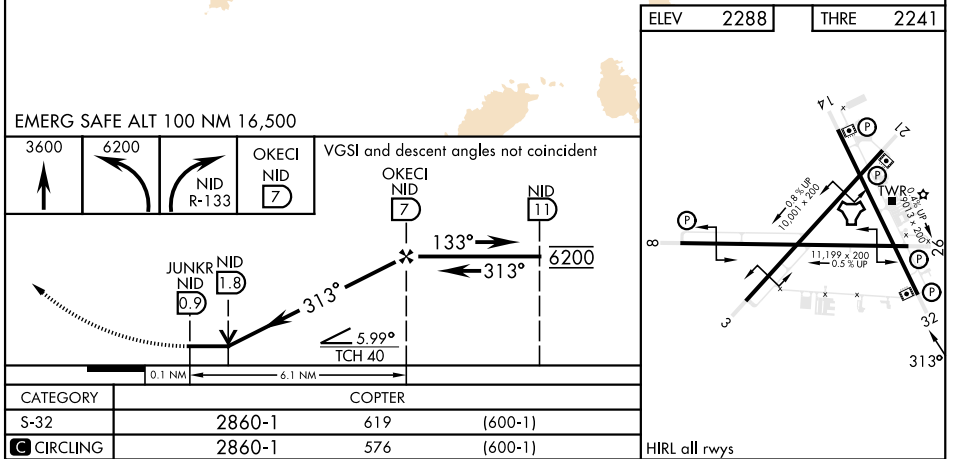 EMERG SAFE ALT 100 NM 16,500
3600
6200
NID
R-133
OKECI
NID
7
VGSI and descent angles not coincident
OKECI
NID
7
NID
11
133°
313°
6200
JUNKR
NID
0.9
NID
1.8
313°
5.99°
TCH 40
0.1 NM
6.1 NM
CATEGORY COPTER
S-32 2860-1 619 (600-1)
C CIRCLING 2860-1 576 (600-1)
ELEV 2288
THRE 2241
14
21
P
P
TWR
0.8 % UP
10,001 x 200
0.4% UP
9013 x 200
P
8
26
11,199 x 200
0.5 % UP
P
P
3
32
313°
HIRL all rwys